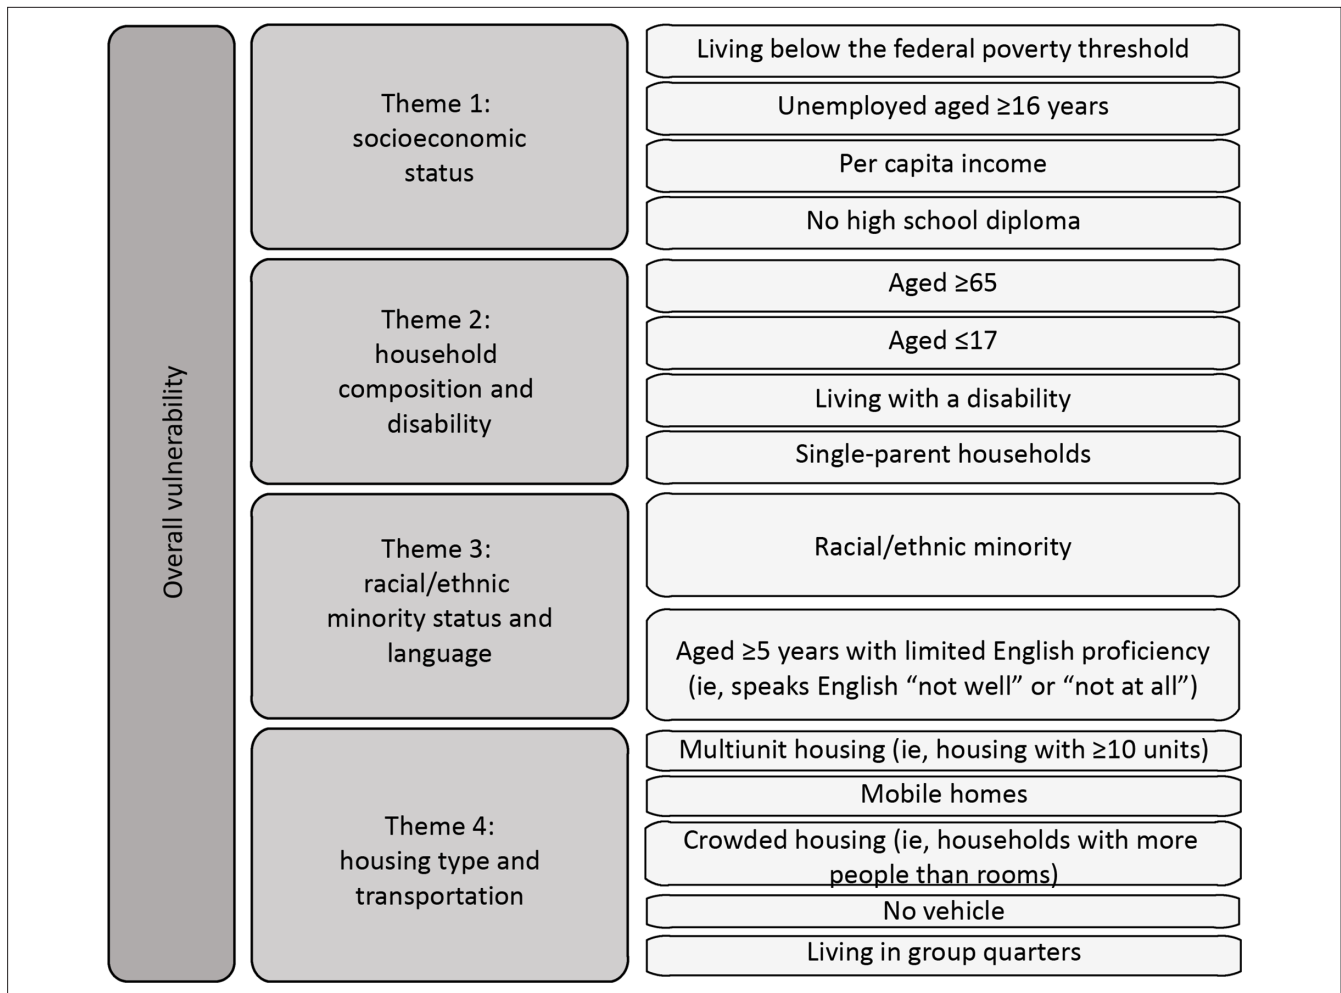 Overall vulnerability
Theme 1:
socioeconomic
status
Living below the federal poverty threshold
Unemployed aged ≥16 years
Per capita income
No high school diploma
Theme 2:
household
composition and
disability
Aged ≥65
Aged ≤17
Living with a disability
Single-parent households
Theme 3:
racial/ethnic
minority status and
language
Racial/ethnic minority
Aged ≥5 years with limited English proficiency
(ie, speaks English “not well” or “not at all”)
Theme 4:
housing type and
transportation
Multiunit housing (ie, housing with ≥10 units)
Mobile homes
Crowded housing (ie, households with more
people than rooms)
No vehicle
Living in group quarters